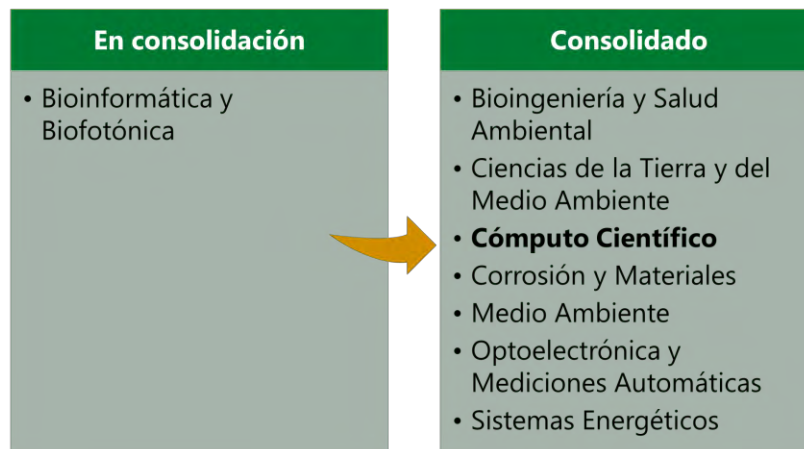 En consolidación
• Bioinformática y
Biofotónica
Consolidado
• Bioingeniería y Salud
Ambiental
• Ciencias de la Tierra y del
Medio Ambiente
• Cómputo Científico
• Corrosión y Materiales
• Medio Ambiente
• Optoelectrónica y
Mediciones Automáticas
• Sistemas Energéticos